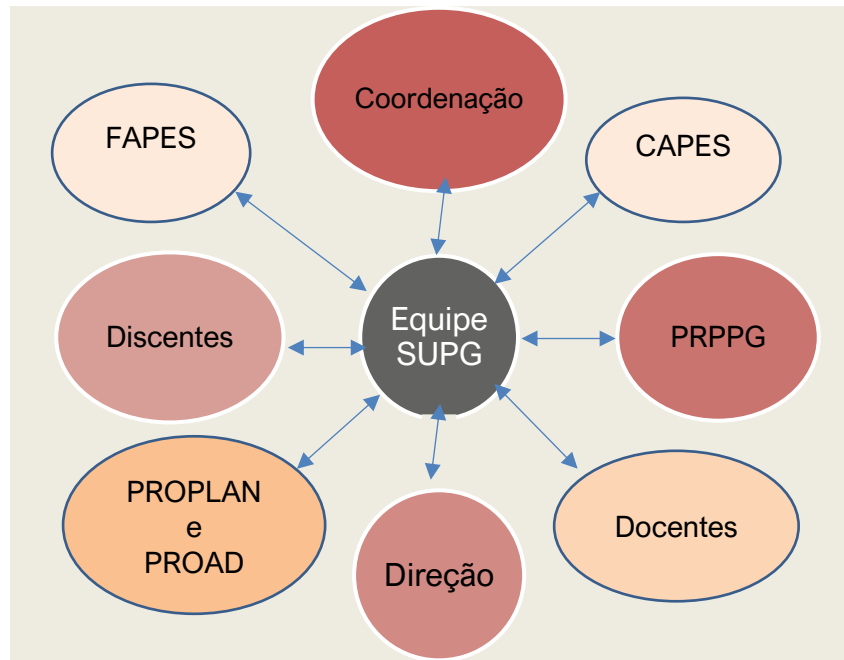 Coordenação
FAPES
CAPES
Equipe
SUPG
Discentes
PRPPG
PROPLAN
e
PROAD
Direção
Docentes